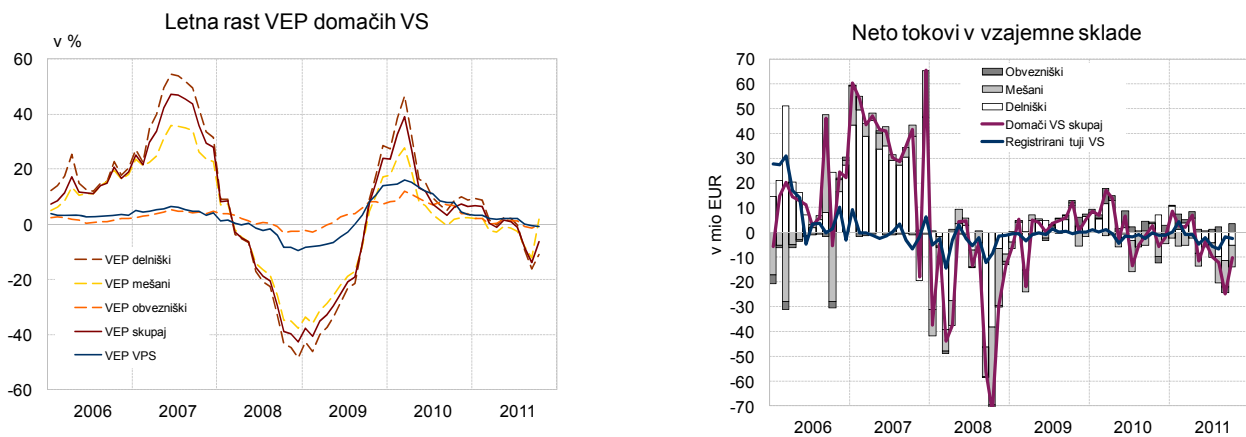 Letna rast VEP domačih VS
v %
60
40
20
0
-20
-40
-60
VEP delniški
VEP mešani
VEP obvezniški
VEP skupaj
VEP VPS
2006 2007 2008 2009 2010 2011
Neto tokovi v vzajemne sklade
v mio EUR
70
60
50
40
30
20
10
0
-10
-20
-30
-40
-50
-60
-70
Obvezniški
Mešani
Delniški
Domači VS skupaj
Registrirani tuji VS
2006 2007 2008 2009 2010 2011